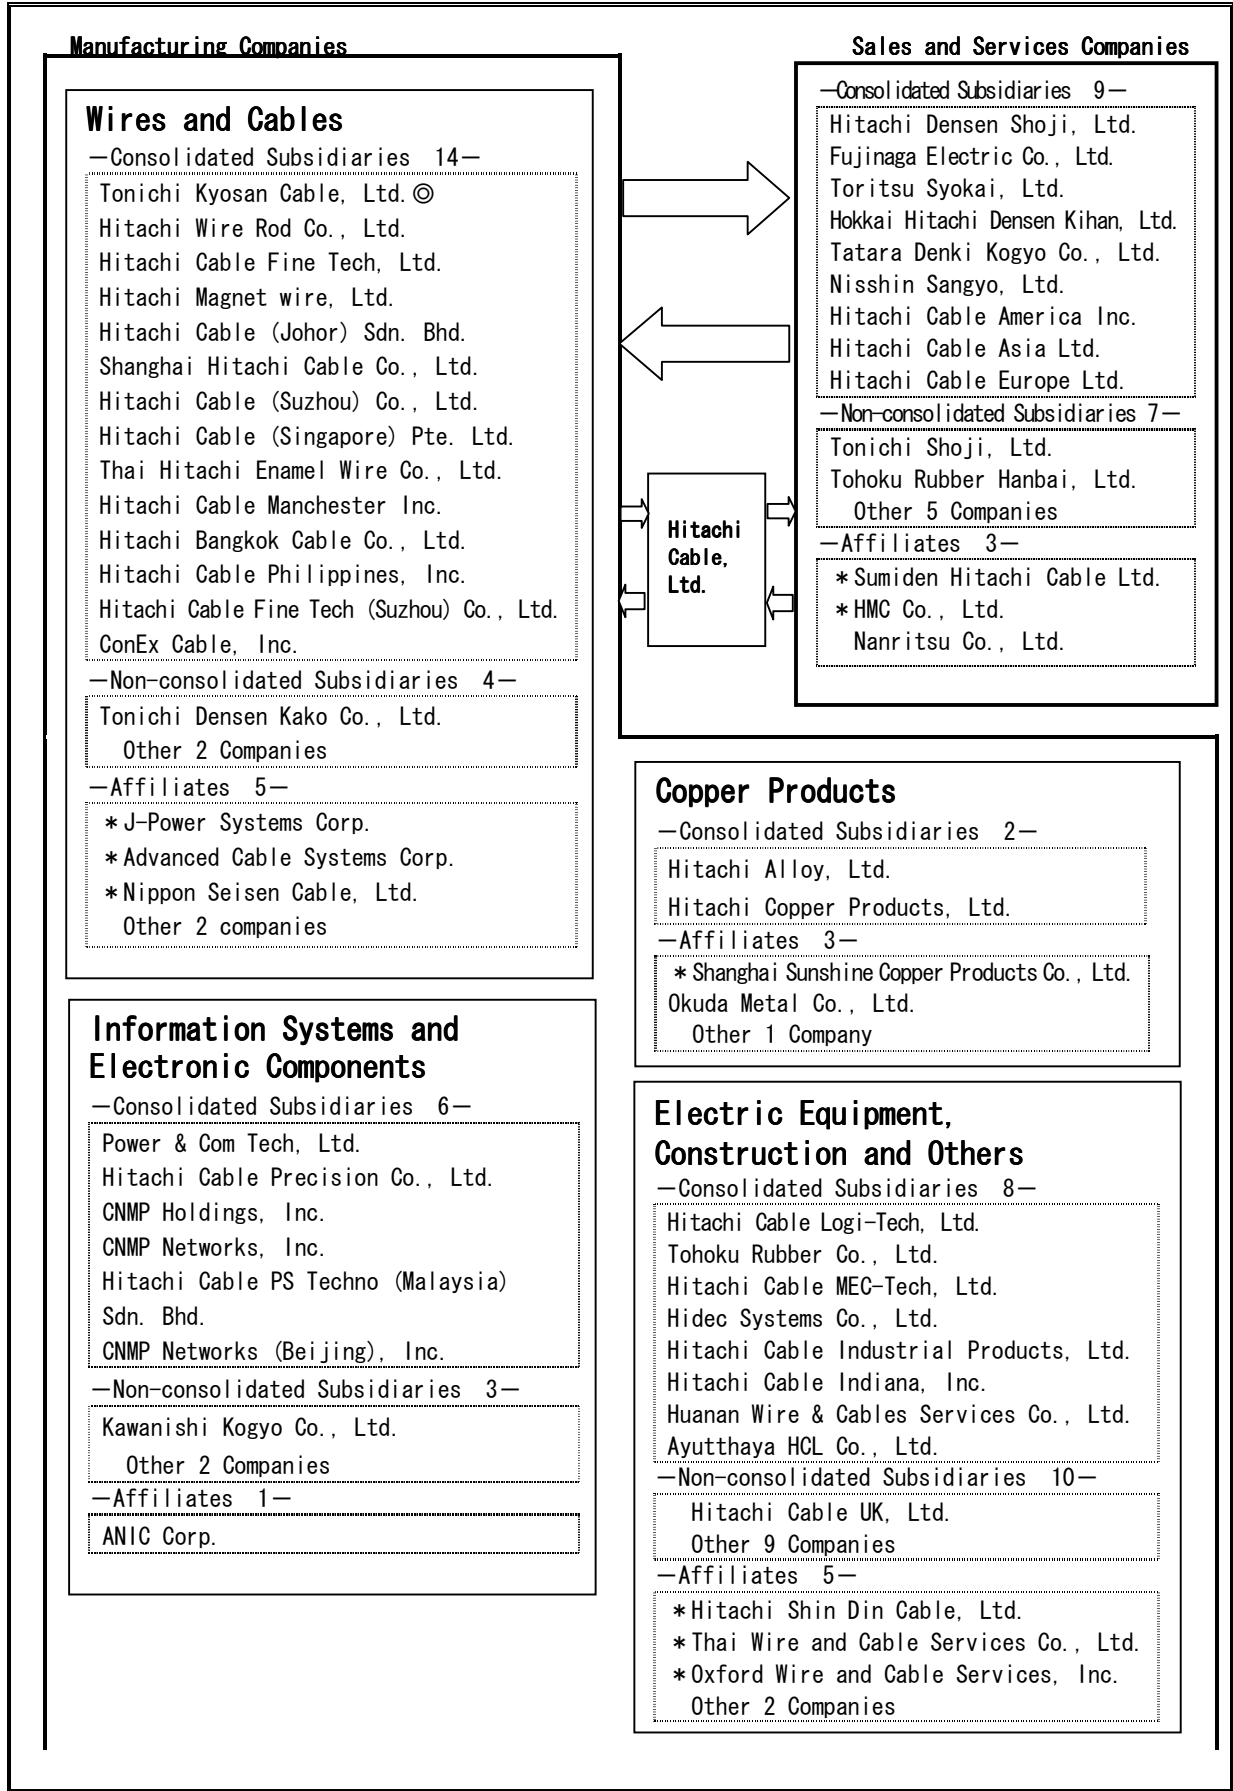 Manufacturing Companies
Wires and Cables
—Consolidated Subsidiaries 14—
Tonichi Kyosan Cable, Ltd.◎
Hitachi Wire Rod Co., Ltd.
Hitachi Cable Fine Tech, Ltd.
Hitachi Magnet wire, Ltd.
Hitachi Cable (Johor) Sdn. Bhd.
Shanghai Hitachi Cable Co., Ltd.
Hitachi Cable (Suzhou) Co., Ltd.
Hitachi Cable (Singapore) Pte. Ltd.
Thai Hitachi Enamel Wire Co., Ltd.
Hitachi Cable Manchester Inc.
Hitachi Bangkok Cable Co., Ltd.
Hitachi Cable Philippines, Inc.
Hitachi Cable Fine Tech (Suzhou) Co., Ltd.
ConEx Cable, Inc.
—Non-consolidated Subsidiaries 4—
Tonichi Densen Kako Co., Ltd.
Other 2 Companies
—Affiliates 5—
*J-Power Systems Corp.
*Advanced Cable Systems Corp.
*Nippon Seisen Cable, Ltd.
Other 2 companies
Information Systems and
Electronic Components
—Consolidated Subsidiaries 6—
Power & Com Tech, Ltd.
Hitachi Cable Precision Co., Ltd.
CNMP Holdings, Inc.
CNMP Networks, Inc.
Hitachi Cable PS Techno (Malaysia)
Sdn. Bhd.
CNMP Networks (Beijing), Inc.
—Non-consolidated Subsidiaries 3—
Kawanishi Kogyo Co., Ltd.
Other 2 Companies
—Affiliates 1—
ANIC Corp.
Hitachi
Cable,
Ltd.
Sales and Services Companies
—Consolidated Subsidiaries 9—
Hitachi Densen Shoji, Ltd.
Fujinaga Electric Co., Ltd.
Toritsu Syokai, Ltd.
Hokkai Hitachi Densen Kihan, Ltd.
Tatara Denki Kogyo Co., Ltd.
Nisshin Sangyo, Ltd.
Hitachi Cable America Inc.
Hitachi Cable Asia Ltd.
Hitachi Cable Europe Ltd.
—Non-consolidated Subsidiaries 7—
Tonichi Shoji, Ltd.
Tohoku Rubber Hanbai, Ltd.
Other 5 Companies
—Affiliates 3—
*Sumiden Hitachi Cable Ltd.
*HMC Co., Ltd.
Nanritsu Co., Ltd.
Copper Products
—Consolidated Subsidiaries 2—
Hitachi Alloy, Ltd.
Hitachi Copper Products, Ltd.
—Affiliates 3—
*Shanghai Sunshine Copper Products Co., Ltd.
Okuda Metal Co., Ltd.
Other 1 Company
Electric Equipment,
Construction and Others
—Consolidated Subsidiaries 8—
Hitachi Cable Logi-Tech, Ltd.
Tohoku Rubber Co., Ltd.
Hitachi Cable MEC-Tech, Ltd.
Hidec Systems Co., Ltd.
Hitachi Cable Industrial Products, Ltd.
Hitachi Cable Indiana, Inc.
Huanan Wire & Cables Services Co., Ltd.
Ayutthaya HCL Co., Ltd.
—Non-consolidated Subsidiaries 10—
Hitachi Cable UK, Ltd.
Other 9 Companies
—Affiliates 5—
*Hitachi Shin Din Cable, Ltd.
*Thai Wire and Cable Services Co., Ltd.
*Oxford Wire and Cable Services, Inc.
Other 2 Companies